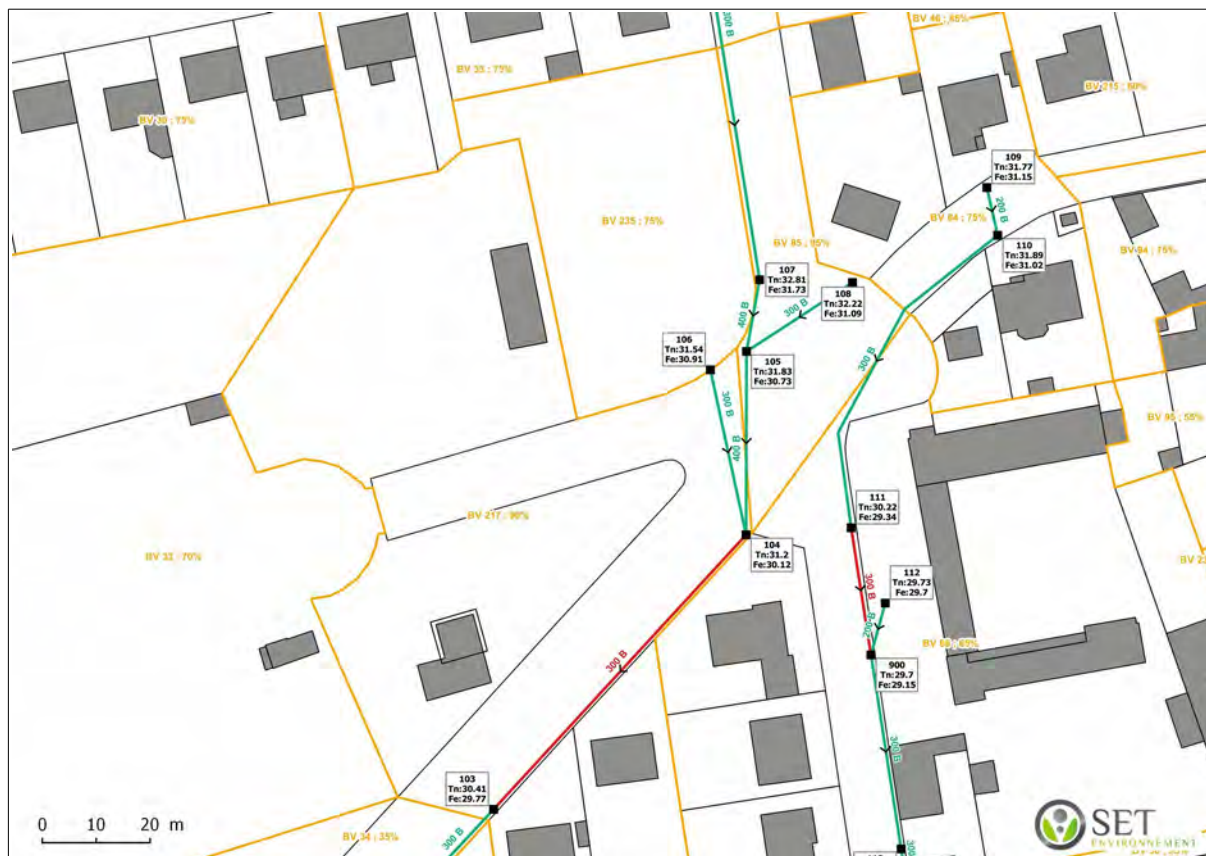 300 B
BV 46 : 65%
BV 35 : 75%
BV 30 : 75%
BV 215 : 60%
109
Tn:31.77
Fe:31.15
200 B
BV 84 : 75%
BV 235 : 75%
BV 85 : 95%
110
Tn:31.89
Fe:31.02
BV 94 : 75%
107
Tn:32.81
Fe:31.73
108
Tn:32.22
Fe:31.09
400 B
300 B
106
Tn:31.54
Fe:30.91
105
Tn:31.83
Fe:30.73
300 B
300 B
400 B
BV 95 : 55%
BV 217 : 90%
BV 33 : 70%
104
Tn:31.2
Fe:30.12
111
Tn:30.22
Fe:29.34
300 B
112
Tn:29.73
Fe:29.7
200 B
300 B
900
Tn:29.7
Fe:29.15
300 B
103
Tn:30.41
Fe:29.77
300 B
BV 34 : 35%
0 10 20 m
SET
ENVIRONNEMENT
300